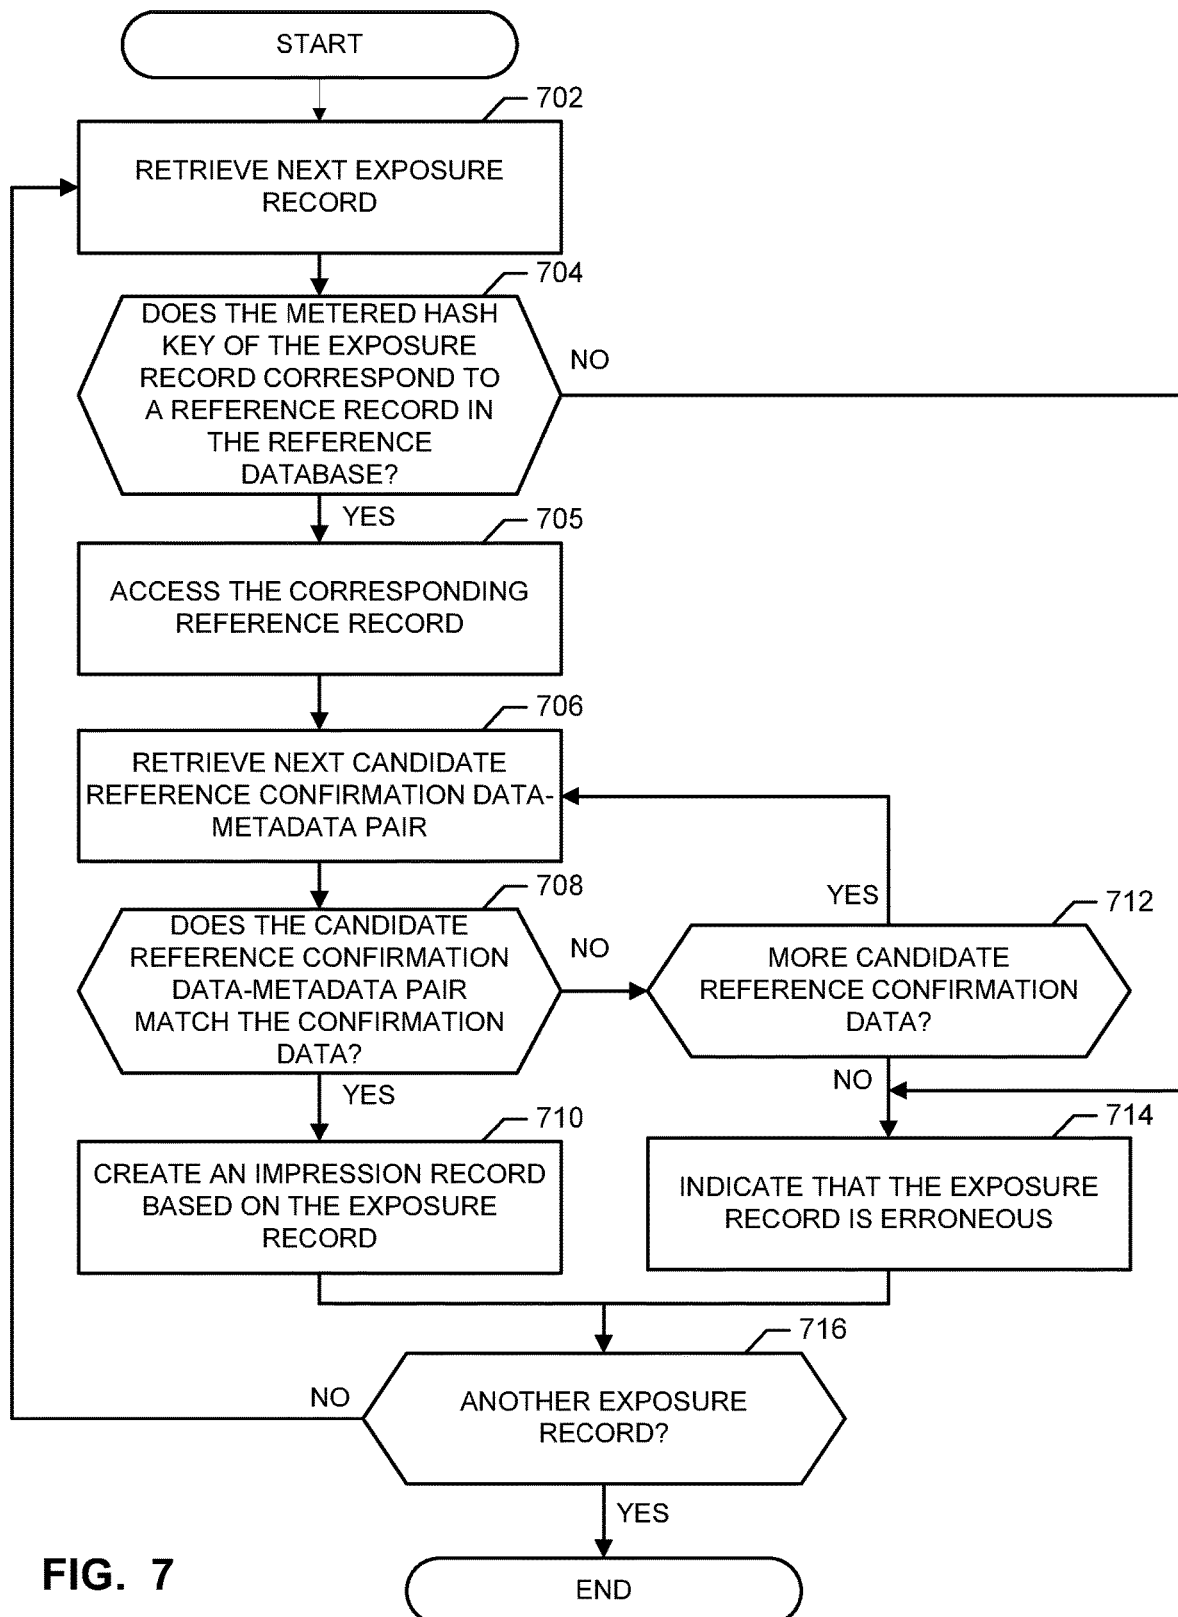 START
702
RETRIEVE NEXT EXPOSURE
RECORD
704
DOES THE METERED HASH
KEY OF THE EXPOSURE
RECORD CORRESPOND TO
A REFERENCE RECORD IN
THE REFERENCE
DATABASE?
NO
YES
705
ACCESS THE CORRESPONDING
REFERENCE RECORD
706
RETRIEVE NEXT CANDIDATE
REFERENCE CONFIRMATION DATA-
METADATA PAIR
708
DOES THE CANDIDATE
REFERENCE CONFIRMATION
DATA-METADATA PAIR
MATCH THE CONFIRMATION
DATA?
NO
YES
YES
712
MORE CANDIDATE
REFERENCE CONFIRMATION
DATA?
NO
710
CREATE AN IMPRESSION RECORD
BASED ON THE EXPOSURE
RECORD
714
INDICATE THAT THE EXPOSURE
RECORD IS ERRONEOUS
716
ANOTHER EXPOSURE
RECORD?
NO
YES
END
FIG. 7